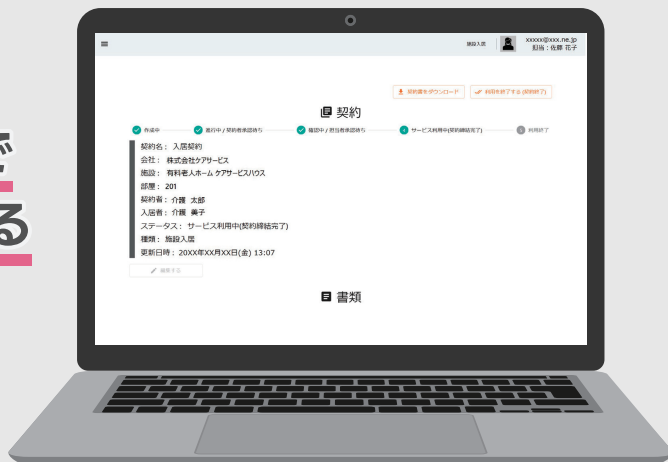 で
る
施設入居
xxxxx@xxx.ne.jp
担当：佐藤 花子
契約書をダウンロード
利用を終了する(契約終了)
契約
作成中
進行中 / 契約者承認待ち
確認中 / 担当者承認待ち
4 サービス利用中(契約締結完了)
5 利用終了
契約名： 入居契約
会社： 株式会社ケアサービス
施設： 有料老人ホーム ケアサービスハウス
部屋： 201
契約者： 介護 太郎
入居者： 介護 美子
ステータス： サービス利用中(契約締結完了)
種類： 施設入居
更新日時： 20XX年XX月XX日(金) 13:07
編集する
書類